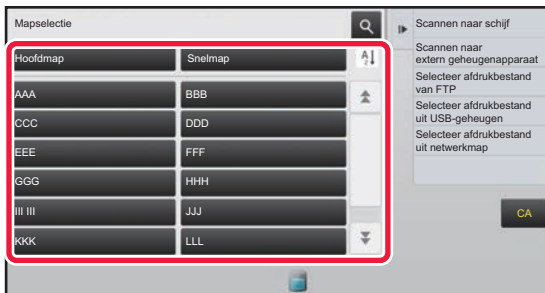 Mapselectie
Hoofdmap
Snelmap
AAA
BBB
CCC
DDD
EEE
FFF
GGG
HHH
III III
JJJ
KKK
LLL
Scannen naar schijf
Scannen naar
extern geheugenapparaat
Selecteer afdrukbestand
van FTP
Selecteer afdrukbestand
uit USB-geheugen
Selecteer afdrukbestand
uit netwerkmap
CA